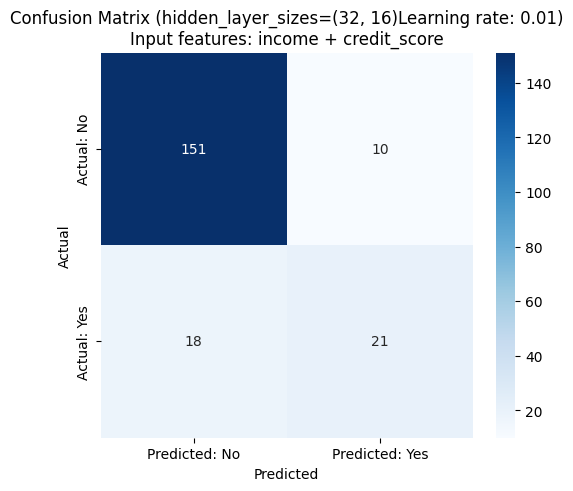 Confusion Matrix (hidden_layer_sizes=(32, 16)Learning rate: 0.01)
Input features: income + credit_score
Actual
Actual: No
Actual: Yes
151
10
18
21
Predicted: No
Predicted: Yes
Predicted
140
120
100
80
60
40
20